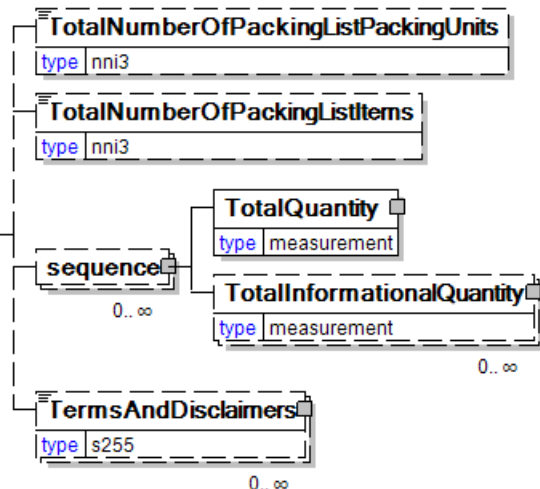 TotalNumberOfPackingListPackingUnits
type nni3
TotalNumberOfPackingListItems
type nni3
TotalQuantity
type measurement
sequence
0.. ∞
TotalInformationalQuantity
type measurement
0.. ∞
TermsAndDisclaimers
type s255
0.. ∞